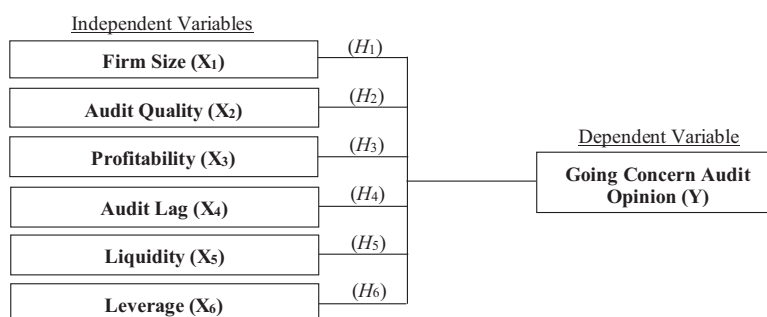 Independent Variables
Firm Size (X₁)
(H₁)
Audit Quality (X₂)
(H₂)
Profitability (X₃)
(H₃)
Audit Lag (X₄)
(H₄)
Liquidity (X₅)
(H₅)
Leverage (X₆)
(H₆)
Dependent Variable
Going Concern Audit
Opinion (Y)